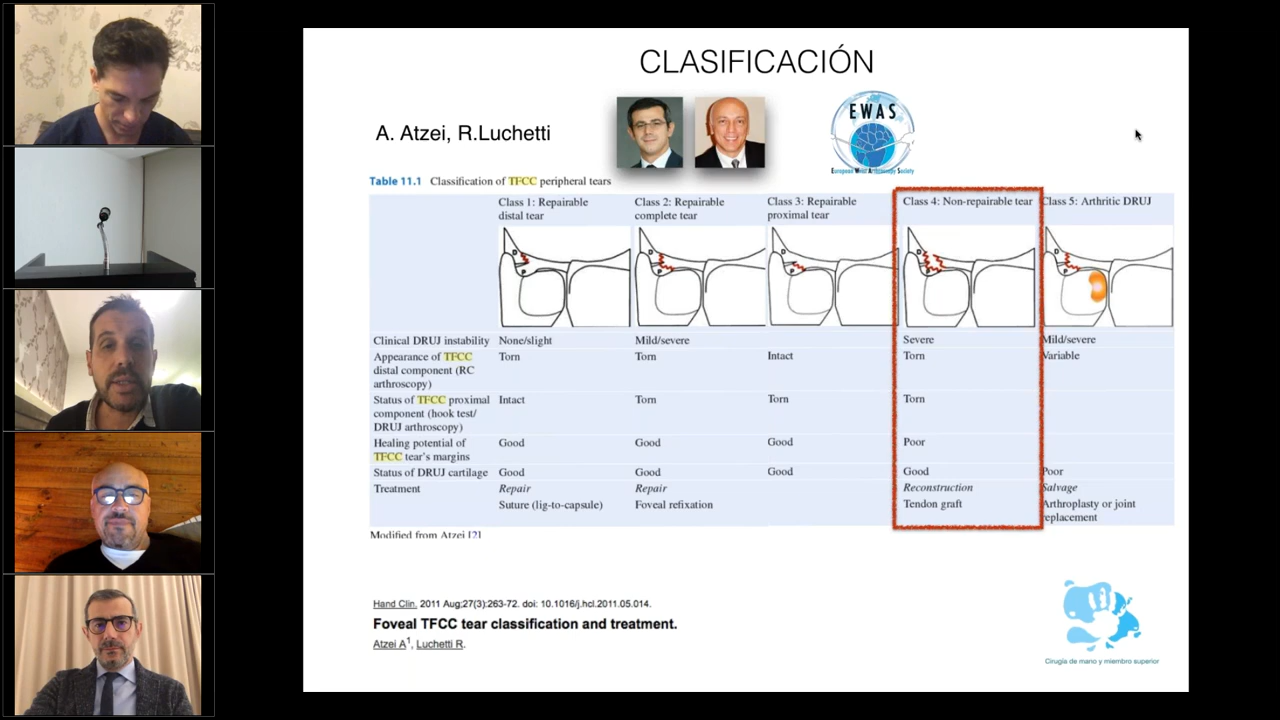 CLASIFICACIÓN
A. Atzei, R.Luchetti
EWAS
European Wrist Arthroscopy Society
Table 11.1 Classification of TFCC peripheral tears
Class 1: Repairable distal tear
Class 2: Repairable complete tear
Class 3: Repairable proximal tear
Class 4: Non-repairable tear
Class 5: Arthritic DRUJ
D P
D P
D P
D P
D P
Clinical DRUJ instability None/slight Mild/severe Severe Mild/severe
Appearance of TFCC distal component (RC arthroscopy) Torn Torn Intact Torn Variable
Status of TFCC proximal component (hook test/ DRUJ arthroscopy) Intact Torn Torn Torn
Healing potential of TFCC tear's margins Good Good Good Poor
Status of DRUJ cartilage Good Good Good Good Poor
Treatment Repair Repair Reconstruction Salvage
Suture (lig-to-capsule) Foveal refixation Tendon graft Arthroplasty or joint replacement
Modified from Atzei [2]
Hand Clin. 2011 Aug;27(3):263-72. doi: 10.1016/j.hcl.2011.05.014.
Foveal TFCC tear classification and treatment.
Atzei A1, Luchetti R.
Cirugía de mano y miembro superior